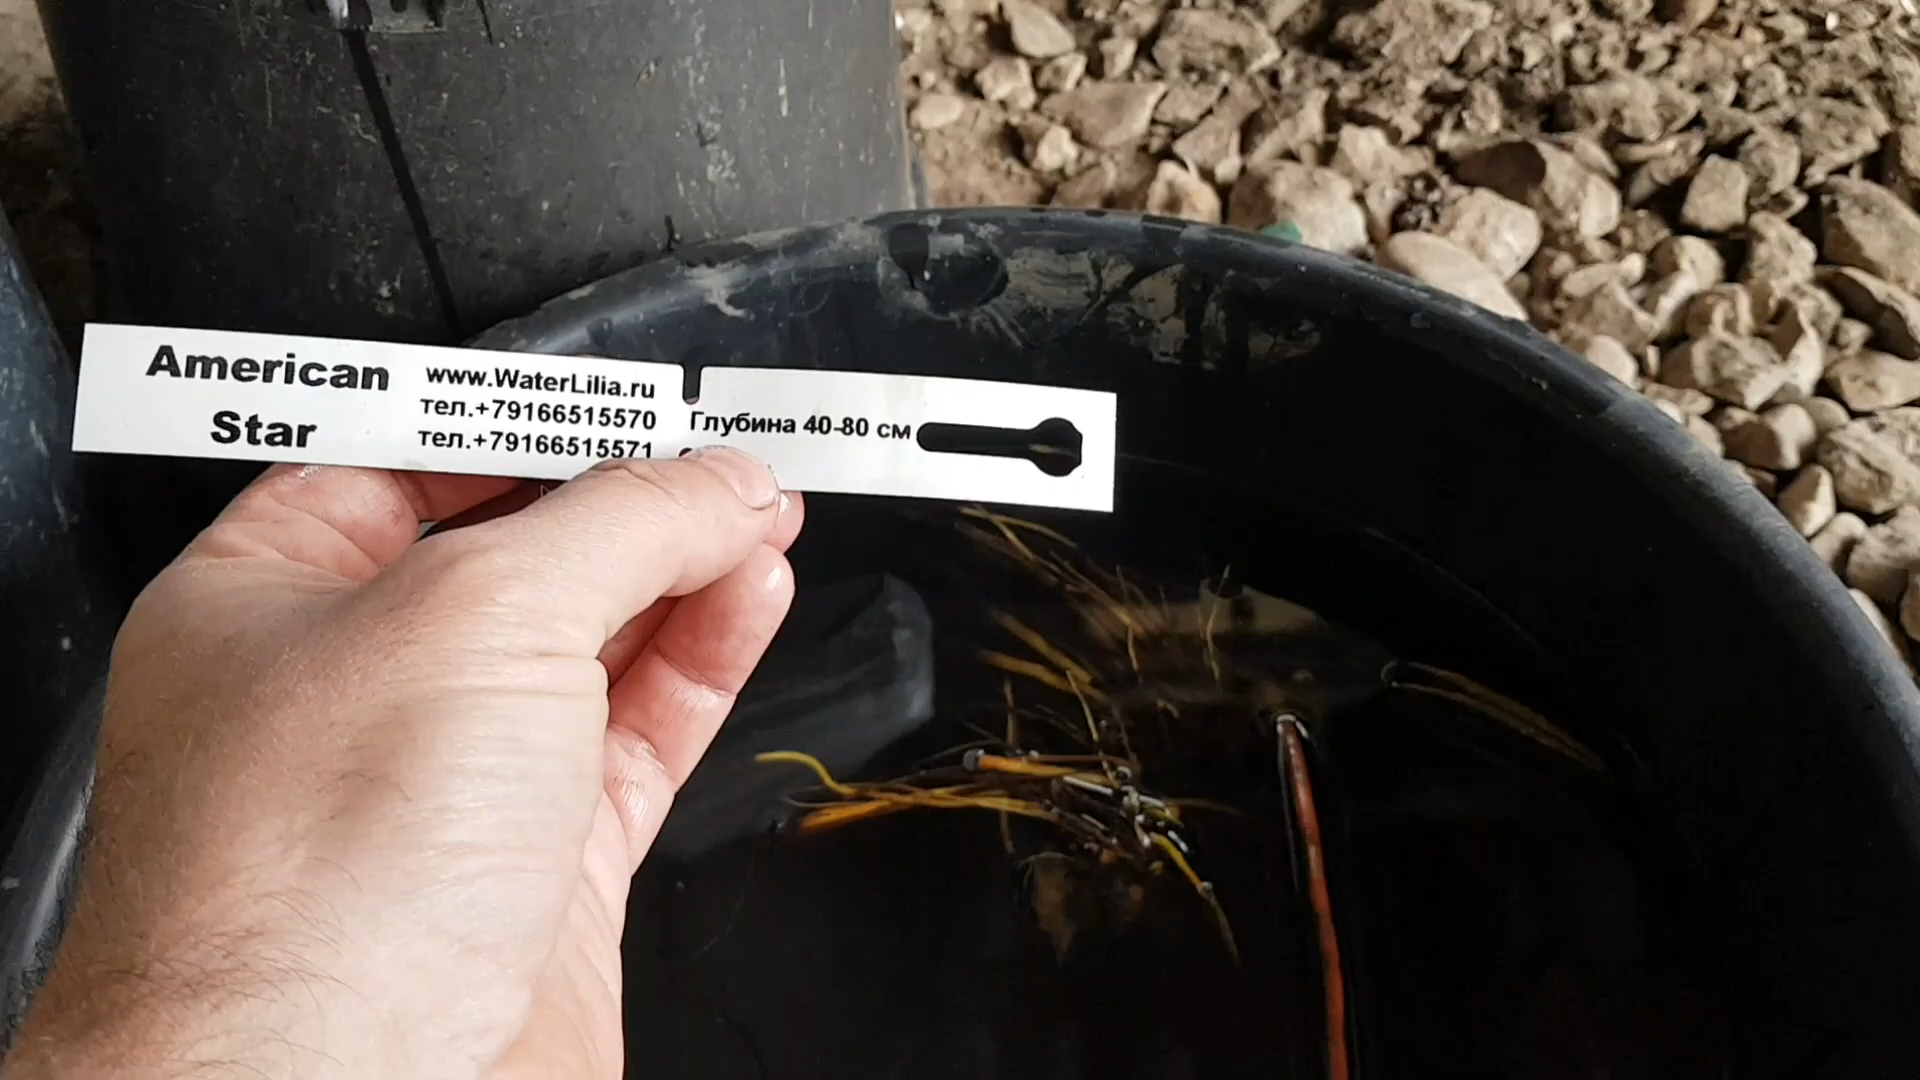 American
Star
www.WaterLilia.ru
тел.+79166515570
тел.+79166515571
Глубина 40-80 см